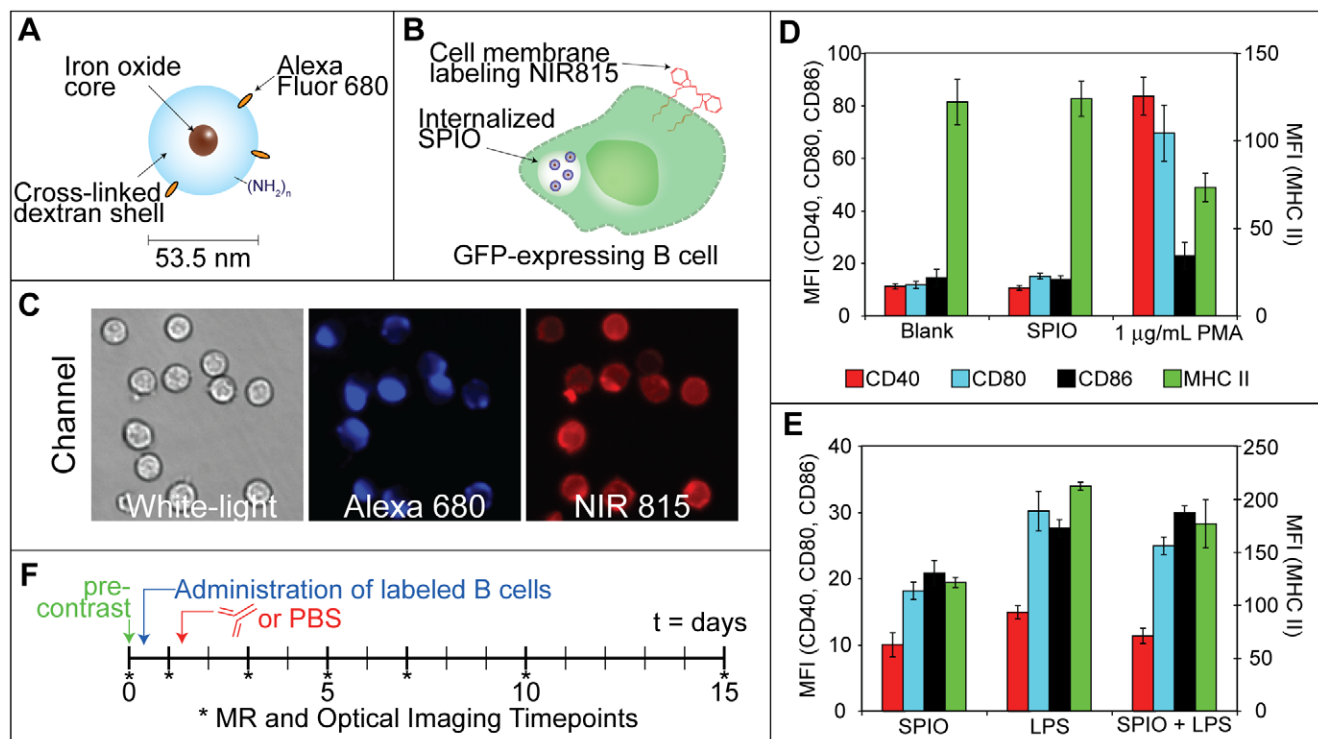 A
Iron oxide
core
Alexa
Fluor 680
Cross-linked
dextran shell
(NH2)n
53.5 nm
B
Cell membrane
labeling NIR815
Internalized
SPIO
GFP-expressing B cell
C
Channel
White-light
Alexa 680
NIR 815
F
pre-
contrast
Administration of labeled B cells
or PBS
t = days
* * * * * * *
0 5 10 15
* MR and Optical Imaging Timepoints
D
MFI (CD40, CD80, CD86)
100
80
60
40
20
0
MFI (MHC II)
150
100
50
0
Blank SPIO 1 μg/mL PMA
CD40 CD80 CD86 MHC II
E
MFI (CD40, CD80, CD86)
40
30
20
10
0
MFI (MHC II)
250
200
150
100
50
0
SPIO LPS SPIO + LPS